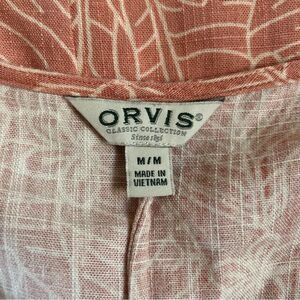 ORVIS®
CLASSIC COLLECTION
Since 1856
M/M
MADE IN
VIETNAM